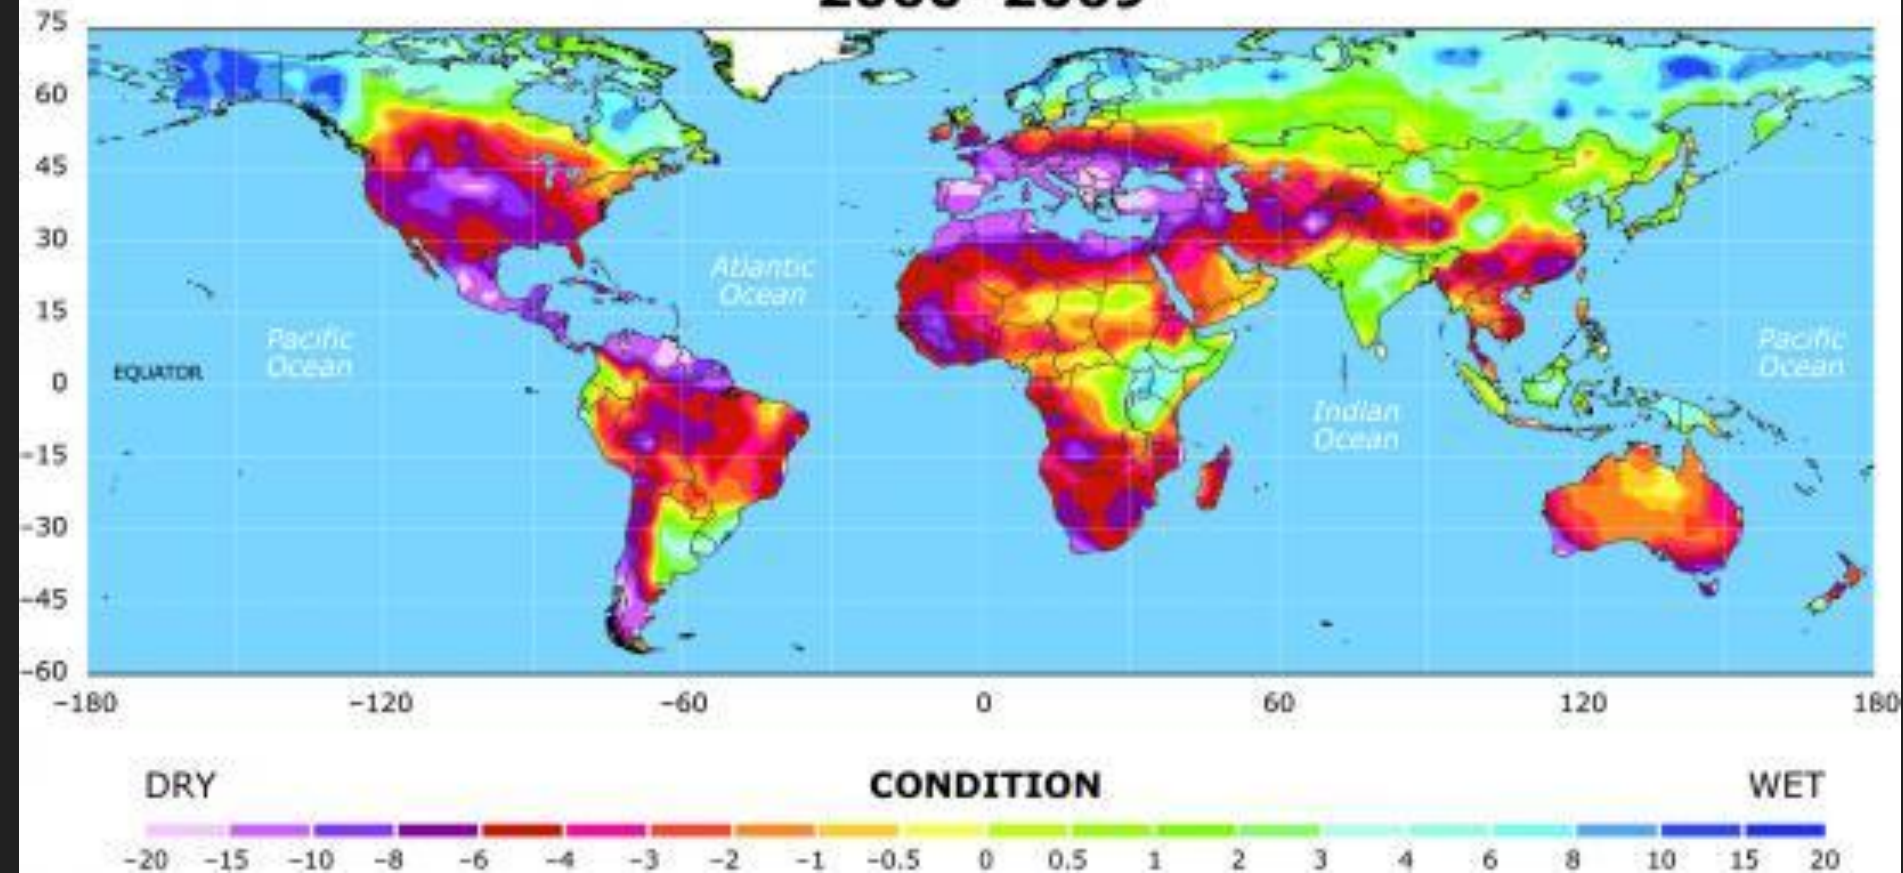 75
60
45
30
15
0
–15
–30
–45
–60
Atlantic
Ocean
Pacific
Ocean
EQUATOR
Indian
Ocean
Pacific
Ocean
–180 –120 –60 0 60 120 180
DRY CONDITION WET
–20 –15 –10 –8 –6 –4 –3 –2 –1 –0.5 0 0.5 1 2 3 4 6 8 10 15 20